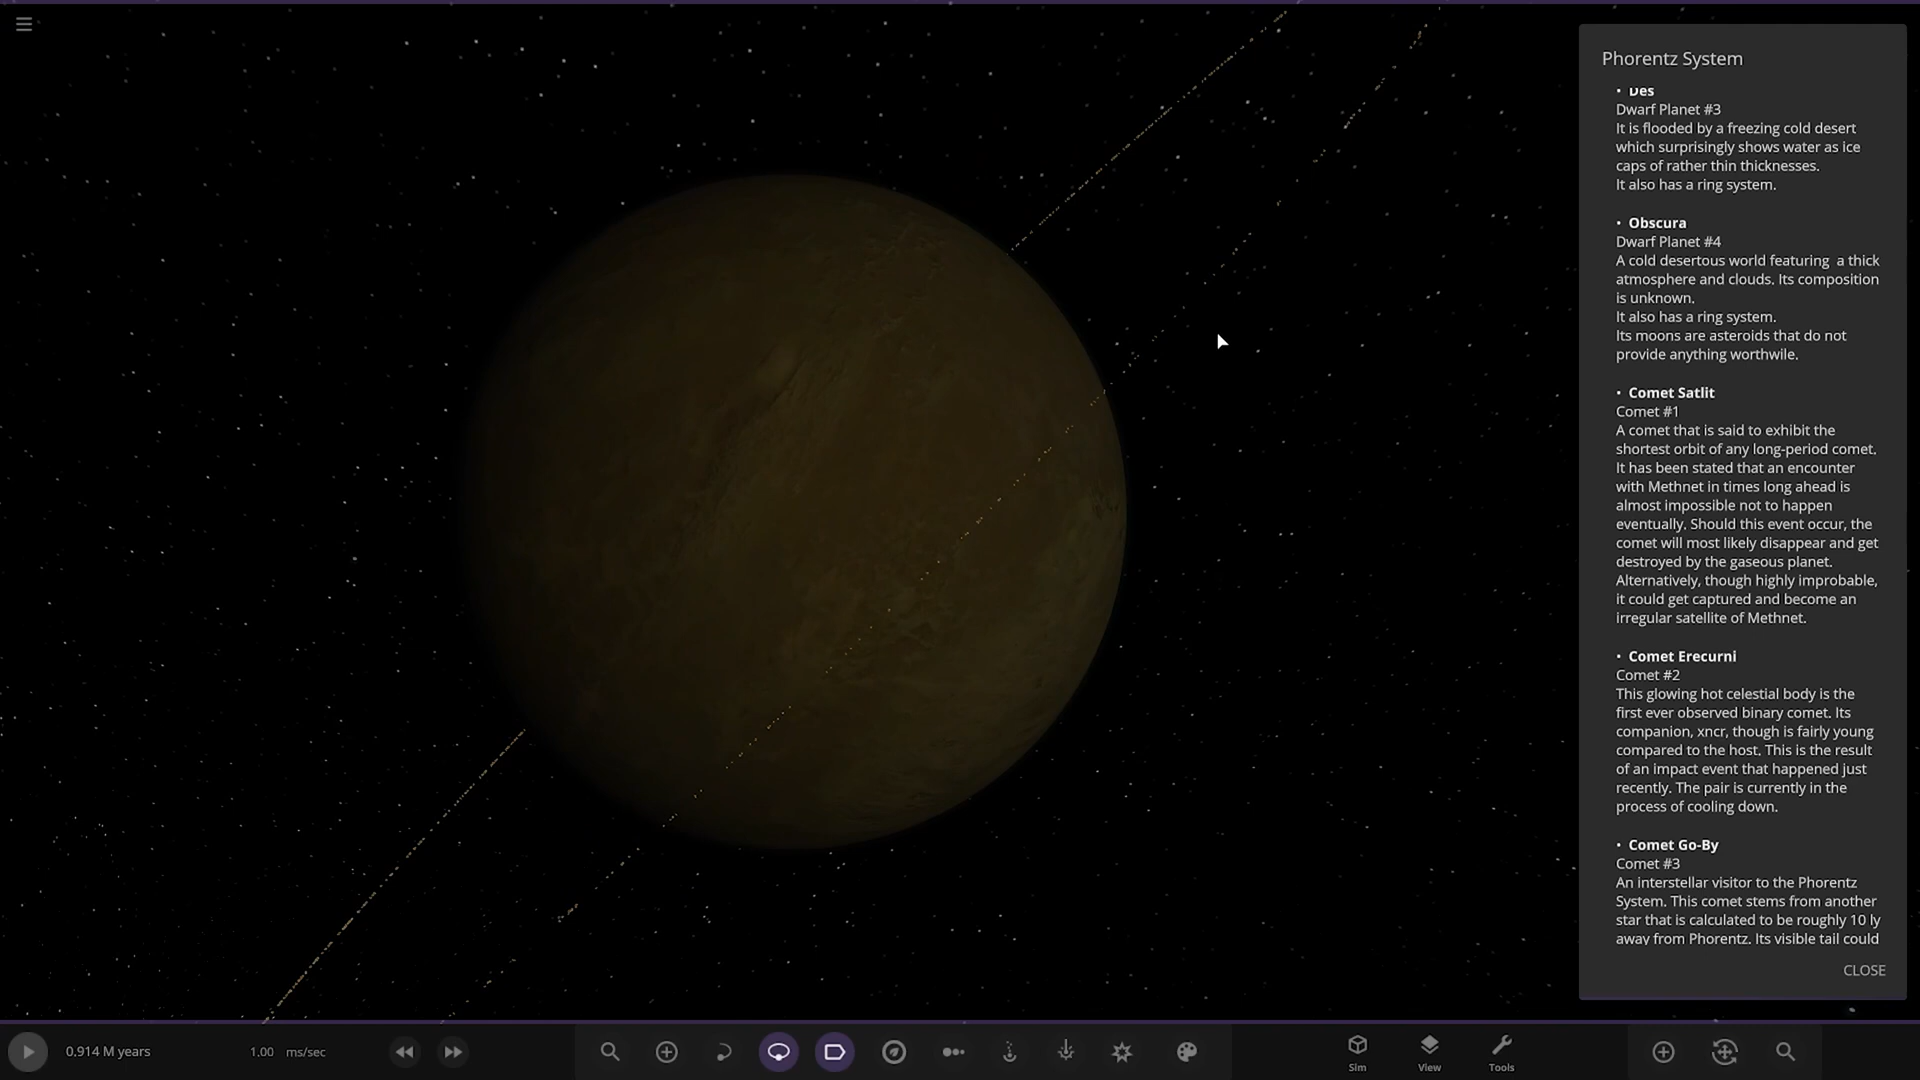 Phorentz System
• Des
Dwarf Planet #3
It is flooded by a freezing cold desert
which surprisingly shows water as ice
caps of rather thin thicknesses.
It also has a ring system.
• Obscura
Dwarf Planet #4
A cold desertous world featuring  a thick
atmosphere and clouds. Its composition
is unknown.
It also has a ring system.
Its moons are asteroids that do not
provide anything worthwile.
• Comet Satlit
Comet #1
A comet that is said to exhibit the
shortest orbit of any long-period comet.
It has been stated that an encounter
with Methnet in times long ahead is
almost impossible not to happen
eventually. Should this event occur, the
comet will most likely disappear and get
destroyed by the gaseous planet.
Alternatively, though highly improbable,
it could get captured and become an
irregular satellite of Methnet.
• Comet Erecurni
Comet #2
This glowing hot celestial body is the
first ever observed binary comet. Its
companion, xncr, though is fairly young
compared to the host. This is the result
of an impact event that happened just
recently. The pair is currently in the
process of cooling down.
• Comet Go-By
Comet #3
An interstellar visitor to the Phorentz
System. This comet stems from another
star that is calculated to be roughly 10 ly
away from Phorentz. Its visible tail could
CLOSE
0.914 M years
1.00 ms/sec
Sim
View
Tools